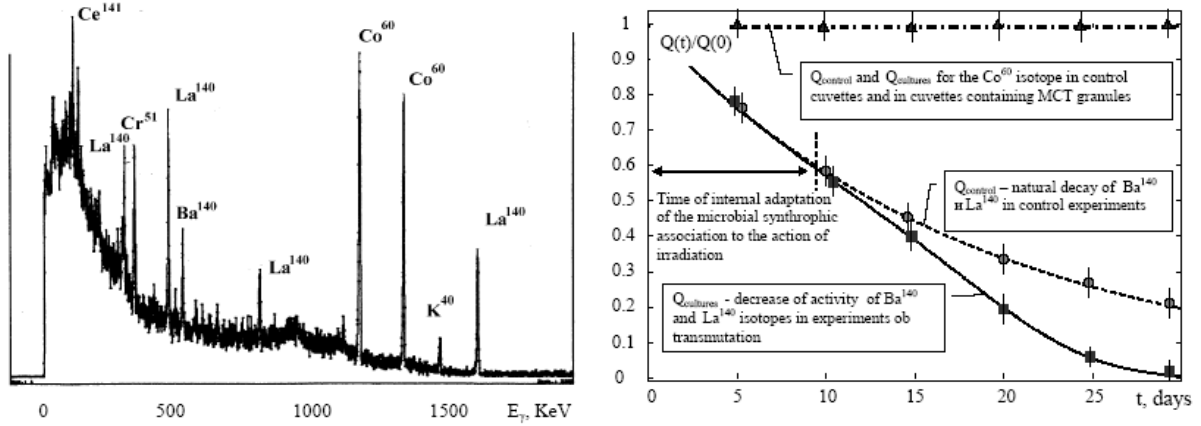 Ce141
Co60
Co60
La140
Cr51
La140
La140
Ba140
La140
K40
0 500 1000 1500 Eγ, KeV
Q(t)/Q(0)
1
0.9
0.8
0.7
0.6
0.5
0.4
0.3
0.2
0.1
0
Qcontrol and Qcultures for the Co60 isotope in control
cuvettes and in cuvettes containing MCT granules
Time of internal adaptation
of the microbial synthrophic
association to the action of
irradiation
Qcontrol – natural decay of Ba140
и La140 in control experiments
Qcultures - decrease of activity of Ba140
and La140 isotopes in experiments ob
transmutation
0 5 10 15 20 25 t, days